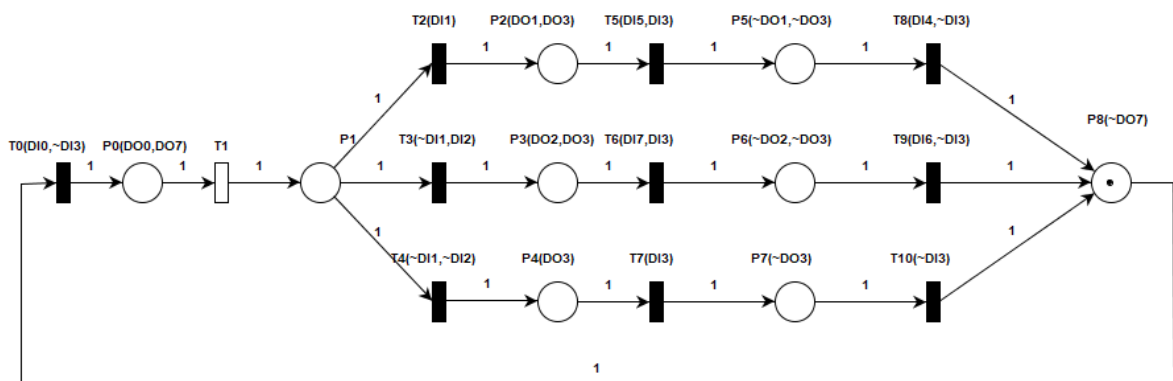 T2(DI1) P2(DO1,DO3) T5(DI5,DI3) P5(~DO1,~DO3) T8(DI4,~DI3)
1 1 1 1
1 1
P1 P8(~DO7)
T0(DI0,~DI3) P0(DO0,DO7) T1 T3(~DI1,DI2) P3(DO2,DO3) T6(DI7,DI3) P6(~DO2,~DO3) T9(DI6,~DI3)
1 1 1 1 1 1 1 1 1
1 1
T4(~DI1,~DI2) P4(DO3) T7(DI3) P7(~DO3) T10(~DI3)
1 1 1 1
1